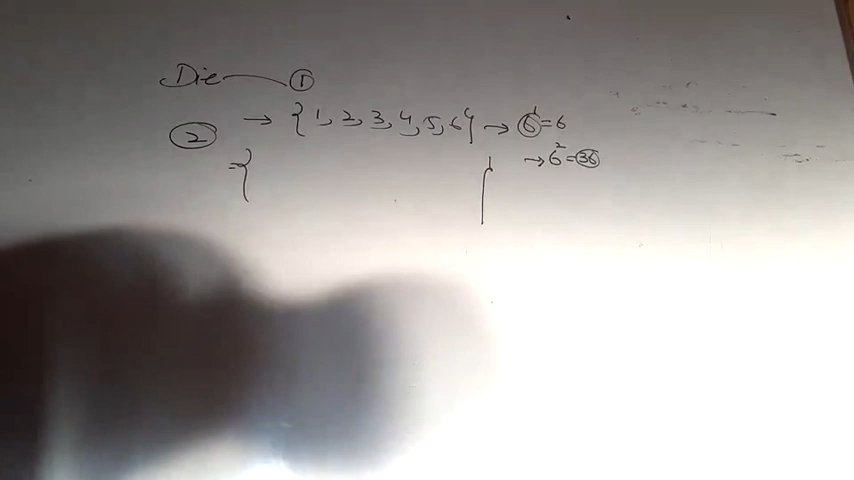 Die — ①
→ {1, 2, 3, 4, 5, 6} → 6¹ = 6
②
= { } → 6² = 36